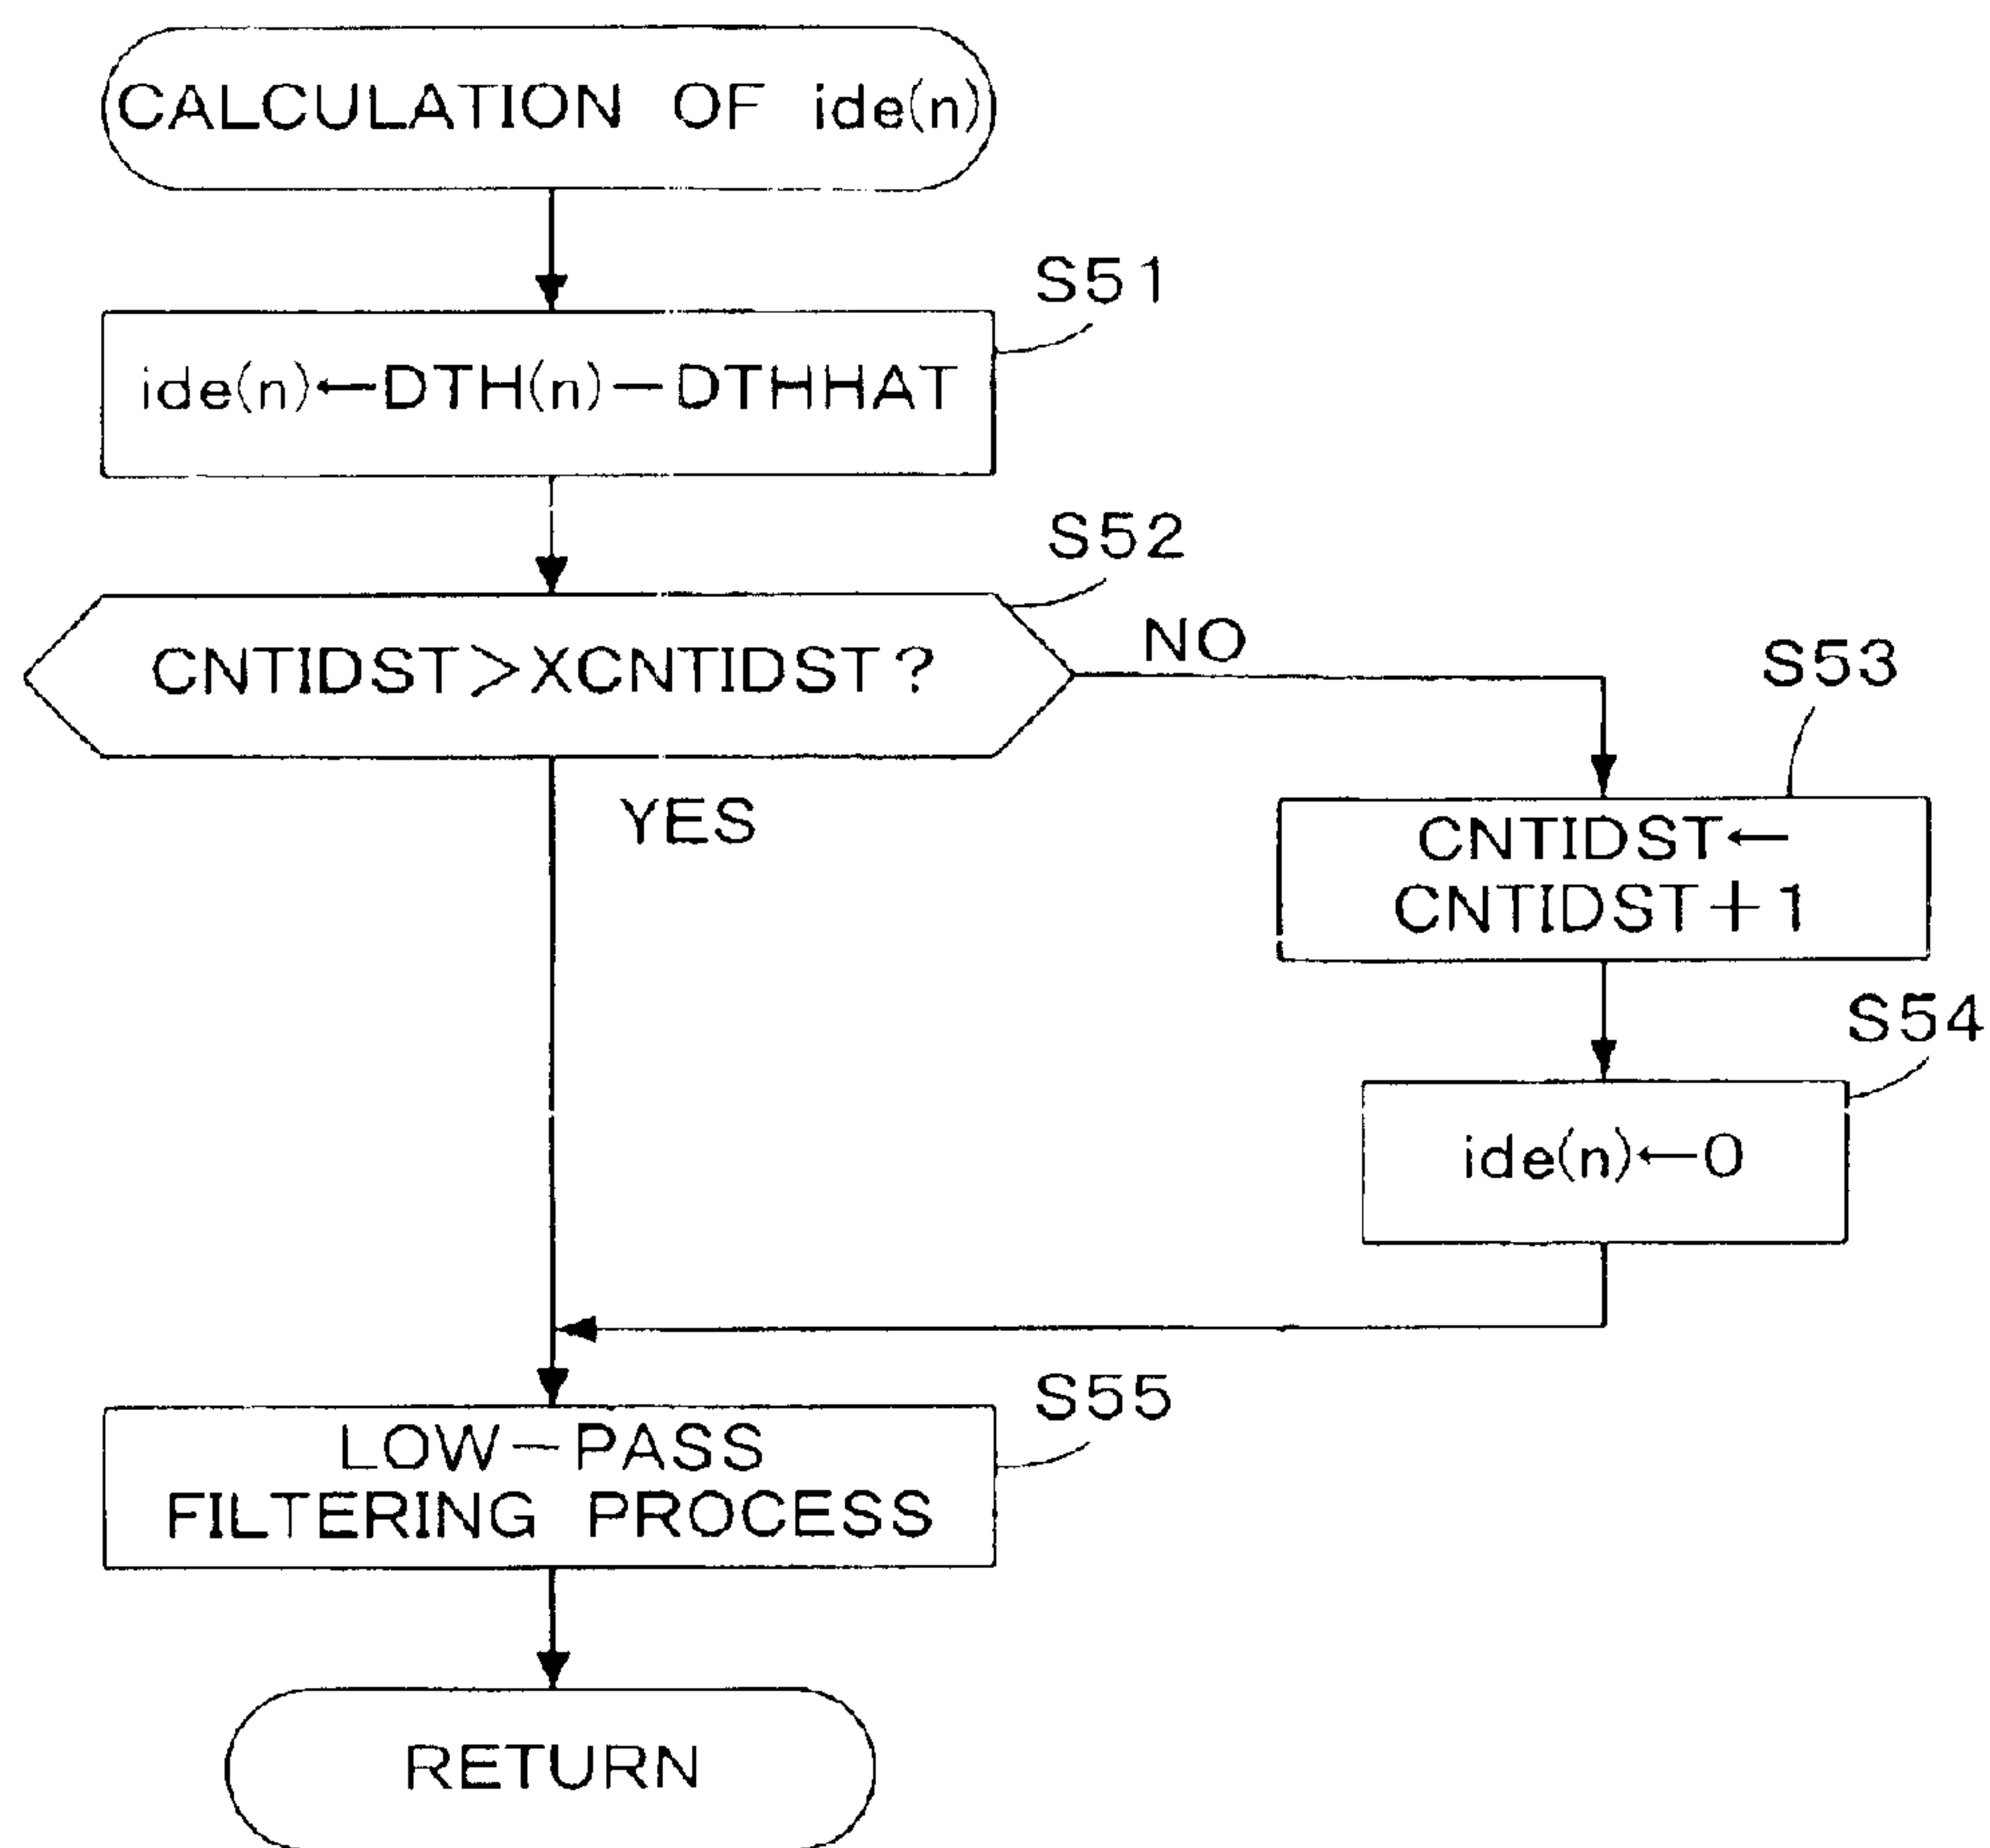 CALCULATION OF ide(n)
S51
ide(n)←DTH(n)−DTHHAT
S52
CNTIDST>XCNTIDST?
NO
S53
YES
CNTIDST←
CNTIDST+1
S54
ide(n)←0
S55
LOW−PASS
FILTERING PROCESS
RETURN